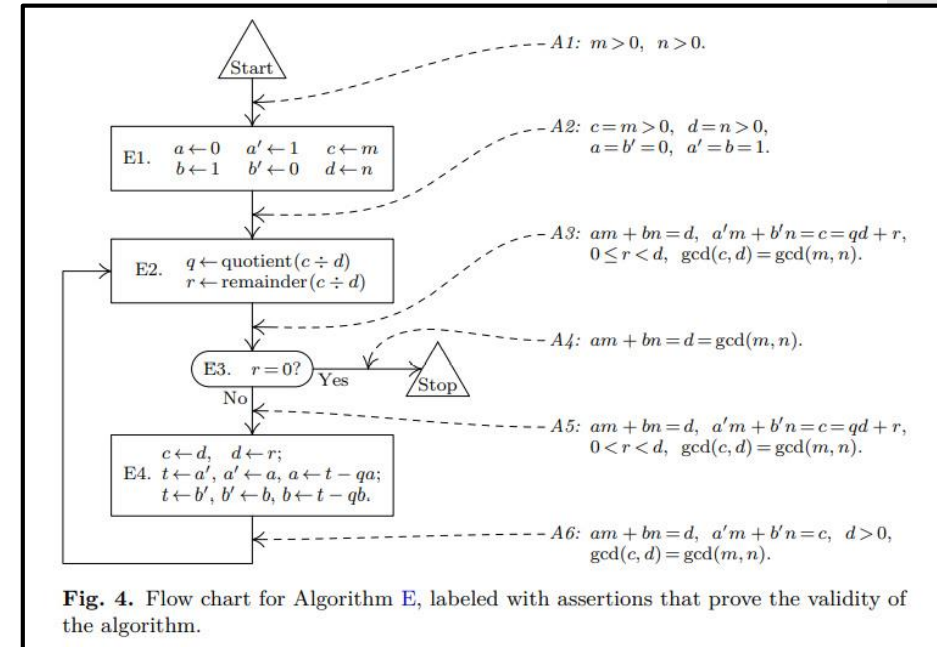 Start
A1: m > 0, n > 0.
E1. a ← 0 a′ ← 1 c ← m
b ← 1 b′ ← 0 d ← n
A2: c = m > 0, d = n > 0,
a = b′ = 0, a′ = b = 1.
E2. q ← quotient(c ÷ d)
r ← remainder(c ÷ d)
A3: am + bn = d, a′m + b′n = c = qd + r,
0 ≤ r < d, gcd(c, d) = gcd(m, n).
E3. r = 0?
Yes
No
Stop
A4: am + bn = d = gcd(m, n).
A5: am + bn = d, a′m + b′n = c = qd + r,
0 < r < d, gcd(c, d) = gcd(m, n).
c ← d, d ← r;
E4. t ← a′, a′ ← a, a ← t − qa;
t ← b′, b′ ← b, b ← t − qb.
A6: am + bn = d, a′m + b′n = c, d > 0,
gcd(c, d) = gcd(m, n).
Fig. 4. Flow chart for Algorithm E, labeled with assertions that prove the validity of
the algorithm.